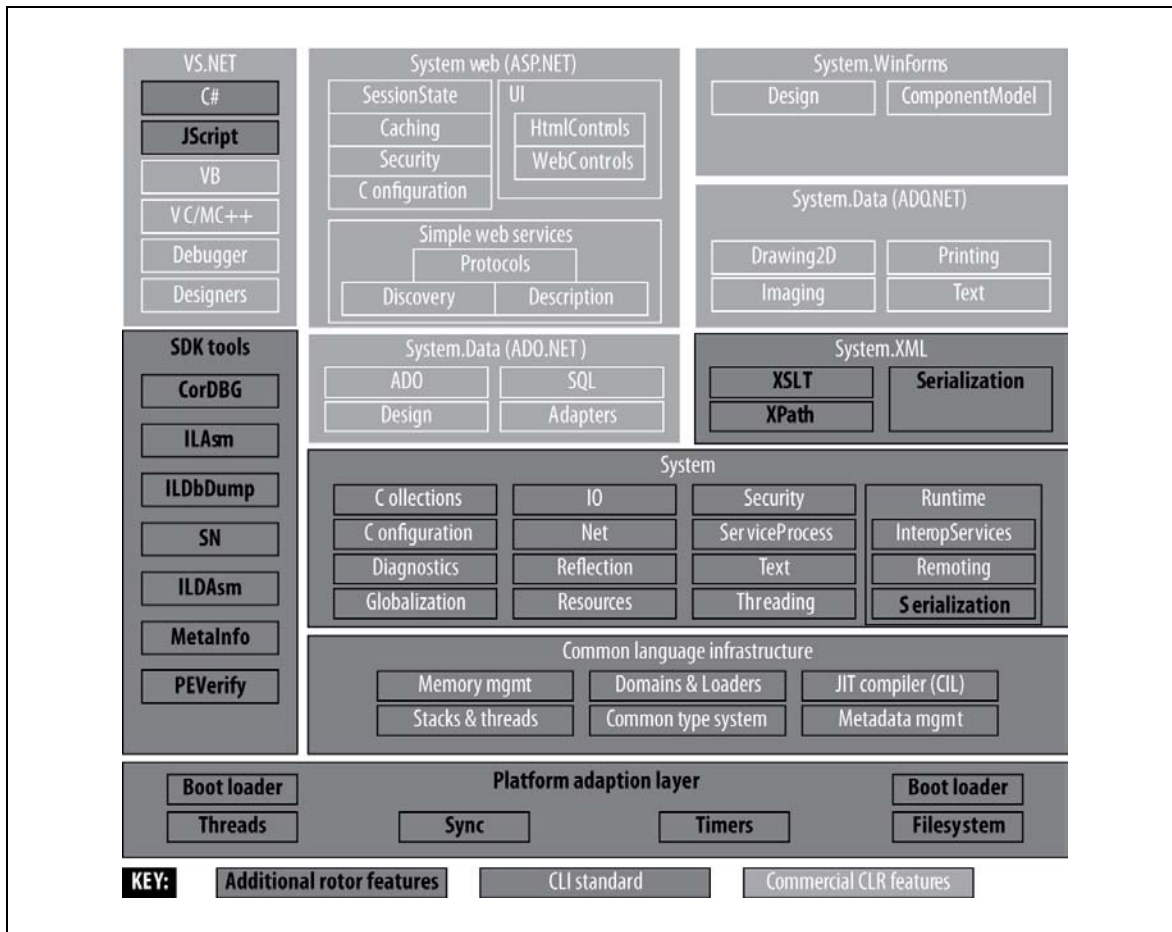 VS.NET
C#
JScript
VB
VC/MC++
Debugger
Designers
System web (ASP.NET)
SessionState
Caching
Security
Configuration
UI
HtmlControls
WebControls
Simple web services
Protocols
Discovery
Description
System.WinForms
Design
ComponentModel
System.Data (ADO.NET)
Drawing2D
Printing
Imaging
Text
SDK tools
CorDBG
ILAsm
ILDbDump
SN
ILDAsm
MetaInfo
PEVerify
System.Data (ADO.NET)
ADO
SQL
Design
Adapters
System.XML
XSLT
XPath
Serialization
System
Collections
IO
Security
Runtime
Configuration
Net
ServiceProcess
InteropServices
Diagnostics
Reflection
Text
Remoting
Globalization
Resources
Threading
Serialization
Common language infrastructure
Memory mgmt
Domains & Loaders
JIT compiler (CIL)
Stacks & threads
Common type system
Metadata mgmt
Platform adaption layer
Boot loader
Boot loader
Threads
Sync
Timers
Filesystem
KEY:
Additional rotor features
CLI standard
Commercial CLR features